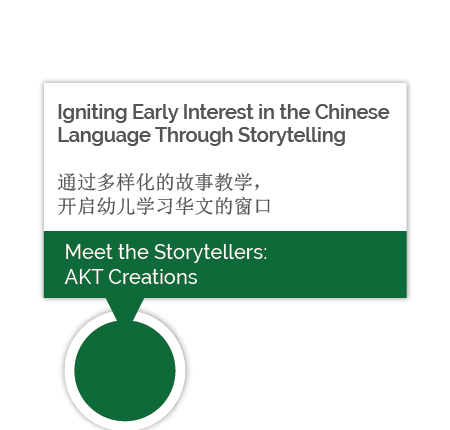 Igniting Early Interest in the Chinese
Language Through Storytelling
通过多样化的故事教学，
开启幼儿学习华文的窗口
Meet the Storytellers:
AKT Creations